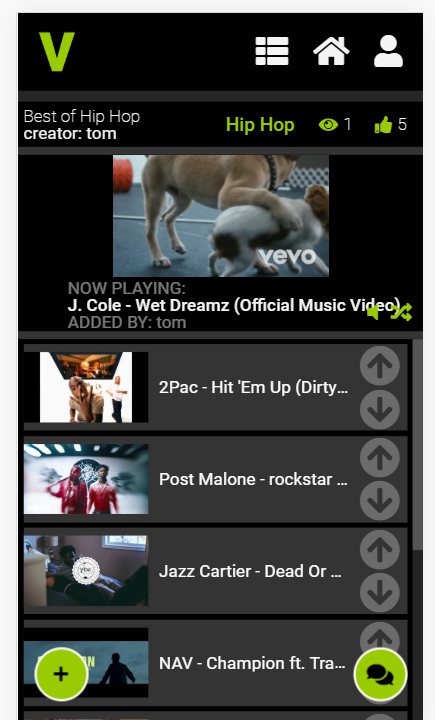 V
Best of Hip Hop
creator: tom
Hip Hop
1
5
vevo
NOW PLAYING:
J. Cole - Wet Dreamz (Official Music Video)
ADDED BY: tom
2Pac - Hit 'Em Up (Dirty...
Post Malone - rockstar ...
Jazz Cartier - Dead Or ...
NAV - Champion ft. Tra...